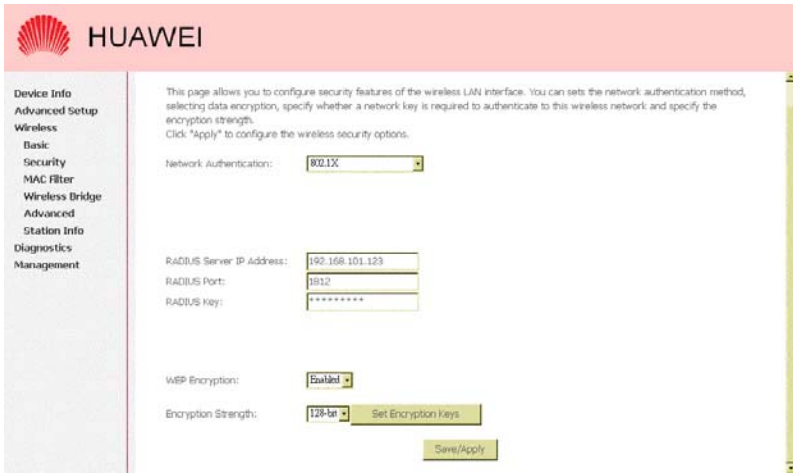 HUAWEI
Device Info
Advanced Setup
Wireless
Basic
Security
MAC Filter
Wireless Bridge
Advanced
Station Info
Diagnostics
Management
This page allows you to configure security features of the wireless LAN interface. You can sets the network authentication method,
selecting data encryption, specify whether a network key is required to authenticate to this wireless network and specify the
encryption strength.
Click "Apply" to configure the wireless security options.
Network Authentication: 802.1X
RADIUS Server IP Address: 192.168.101.123
RADIUS Port: 1812
RADIUS Key: *********
WEP Encryption: Enabled
Encryption Strength: 128-bit Set Encryption Keys
Save/Apply